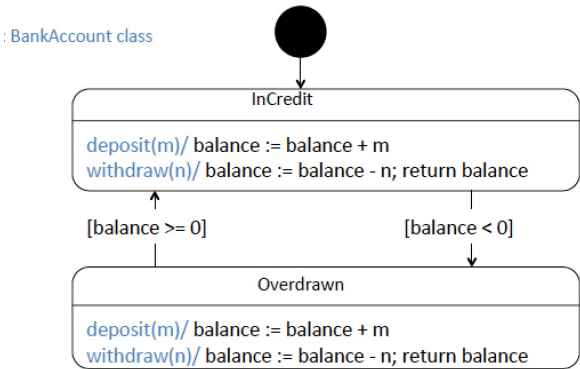 : BankAccount class
InCredit
deposit(m)/ balance := balance + m
withdraw(n)/ balance := balance - n; return balance
[balance >= 0]
[balance < 0]
Overdrawn
deposit(m)/ balance := balance + m
withdraw(n)/ balance := balance - n; return balance